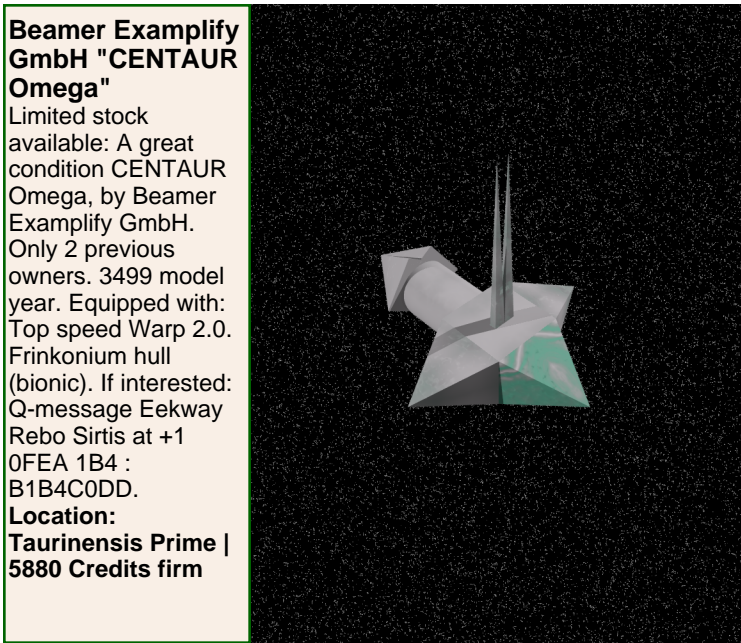 Beamer Examplify
GmbH "CENTAUR
Omega"
Limited stock
available: A great
condition CENTAUR
Omega, by Beamer
Examplify GmbH.
Only 2 previous
owners. 3499 model
year. Equipped with:
Top speed Warp 2.0.
Frinkonium hull
(bionic). If interested:
Q-message Eekway
Rebo Sirtis at +1
0FEA 1B4 :
B1B4C0DD.
Location:
Taurinensis Prime |
5880 Credits firm